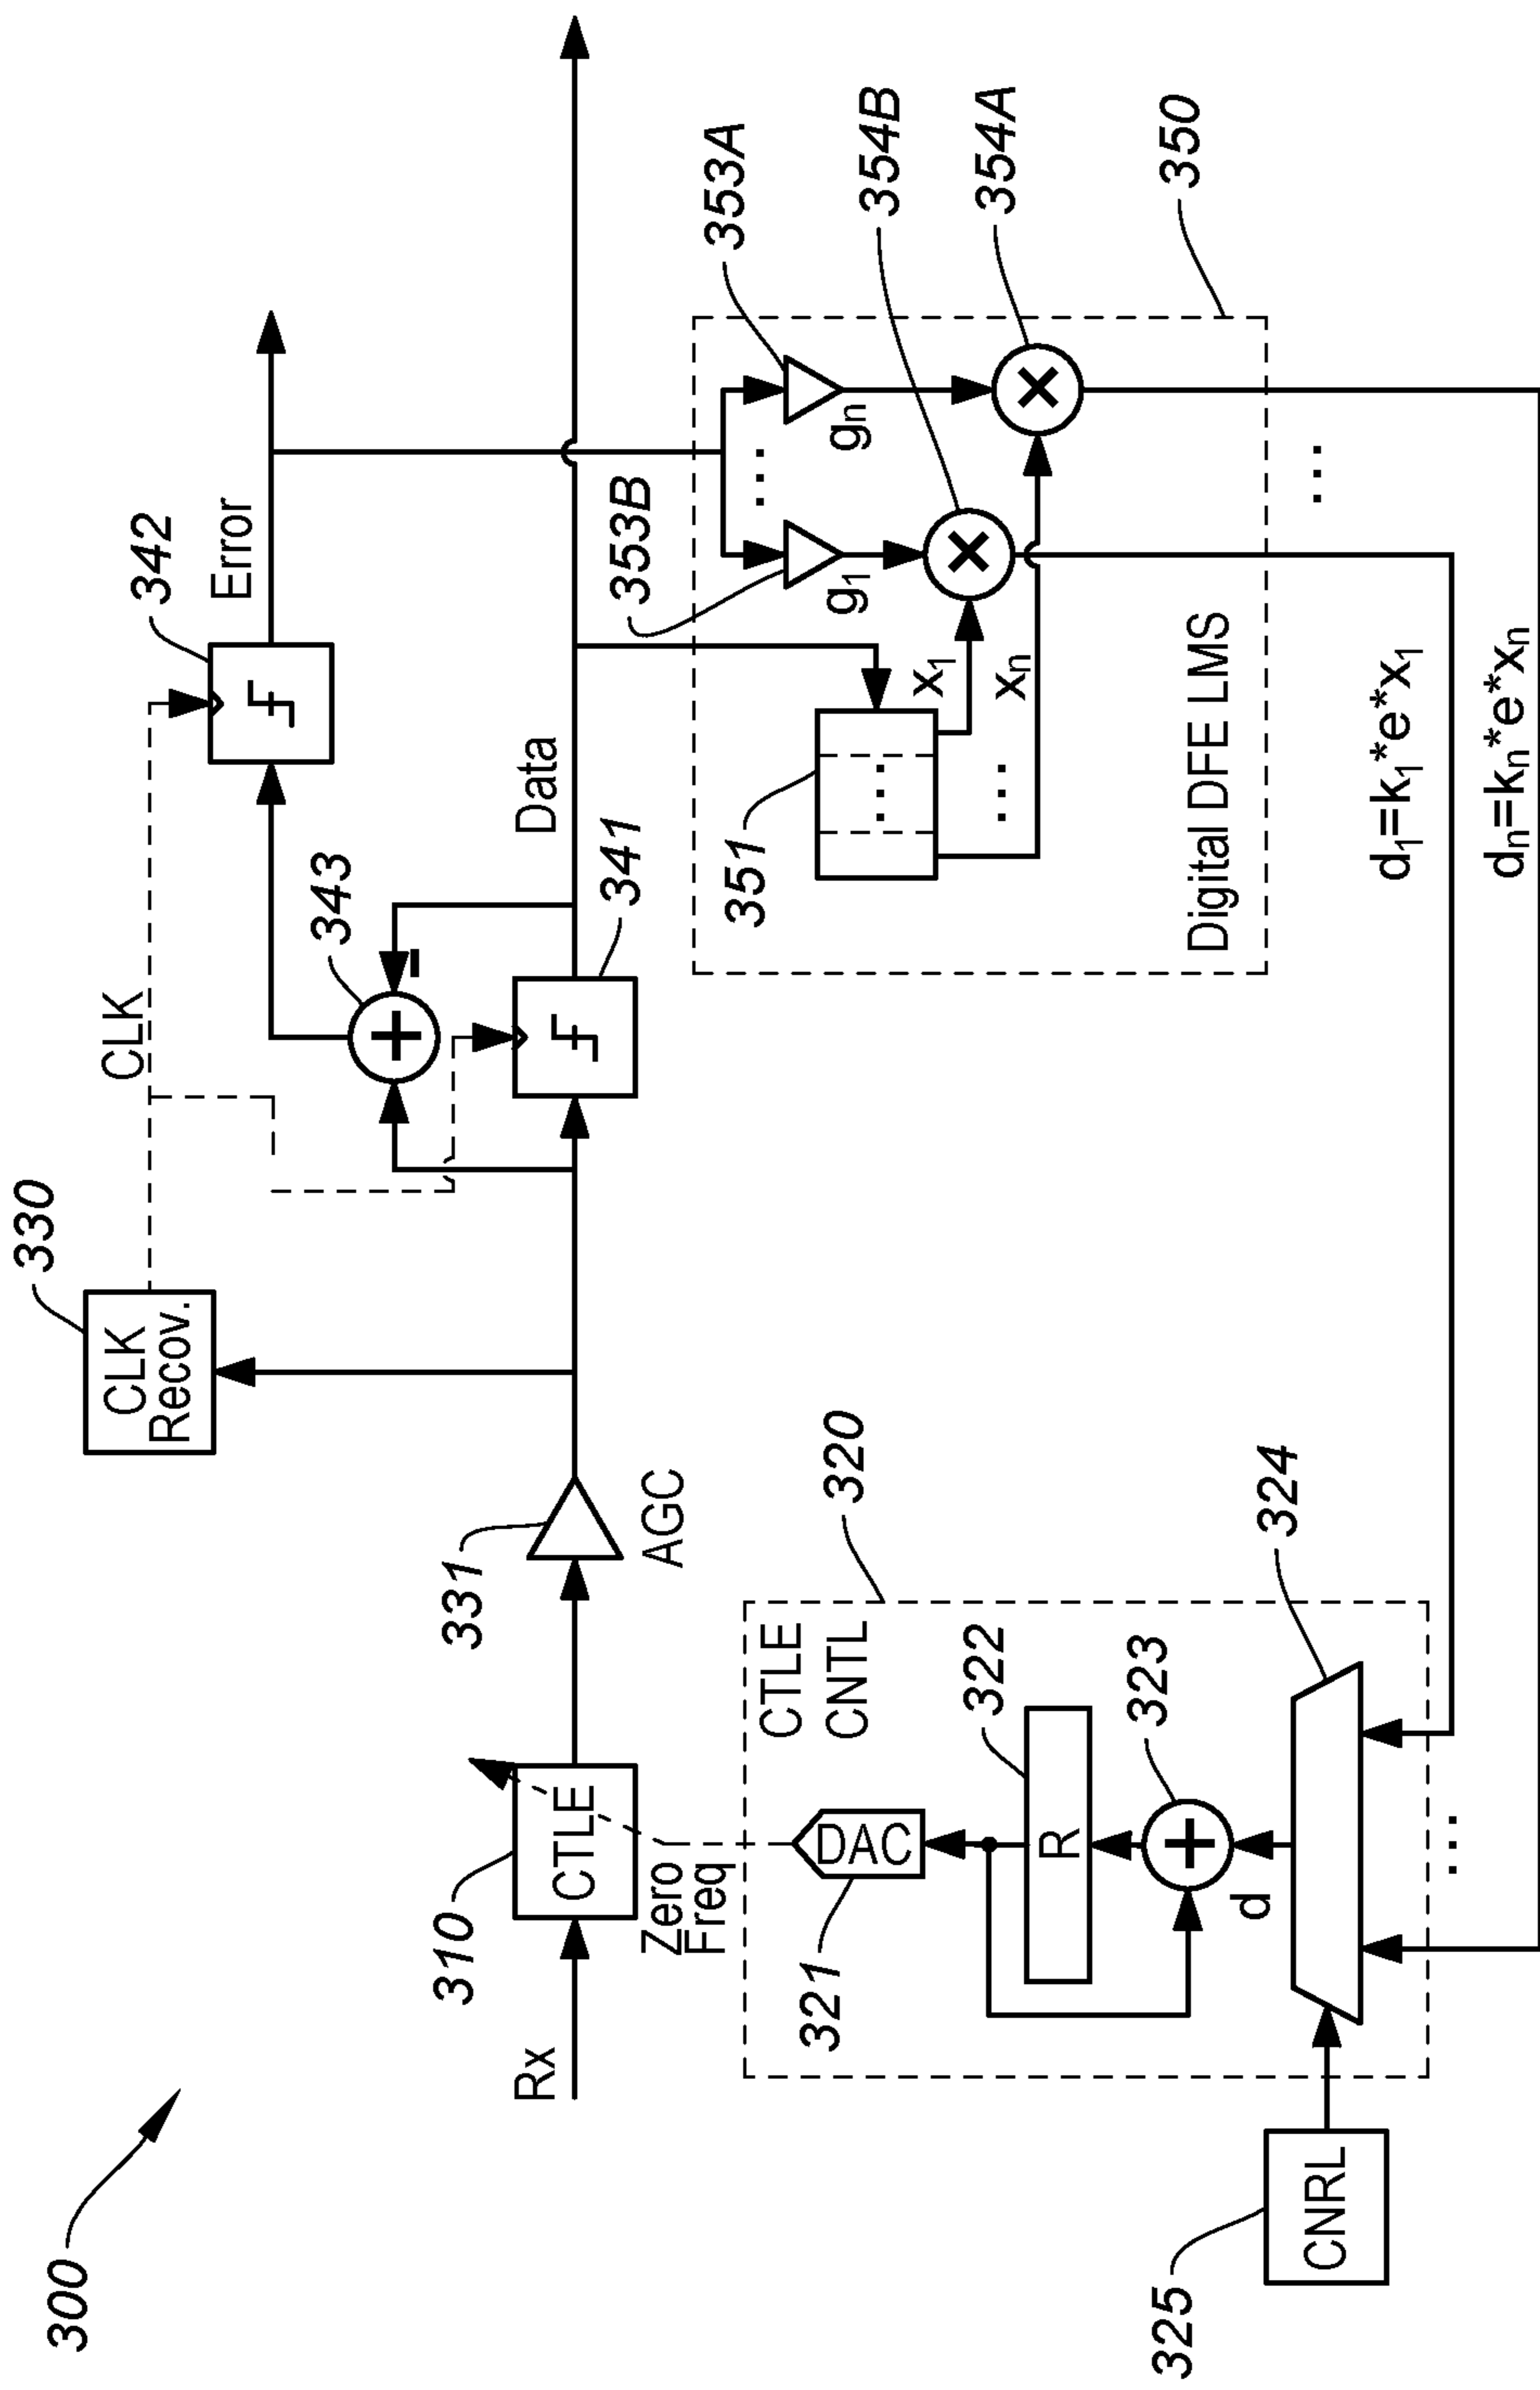 300
330
CLK
Recov.
CLK
342
Error
343
Data
341
331
AGC
310
CTLE
Rx
Zero
Freq
CTLE
CNTL
320
DAC
321
R
322
323
d
324
CNRL
325
351
x₁
xₙ
...
...
353B
353A
...
g₁
gₙ
354B
354A
350
Digital DFE LMS
...
...
d₁=k₁*e*x₁
dₙ=kₙ*e*xₙ